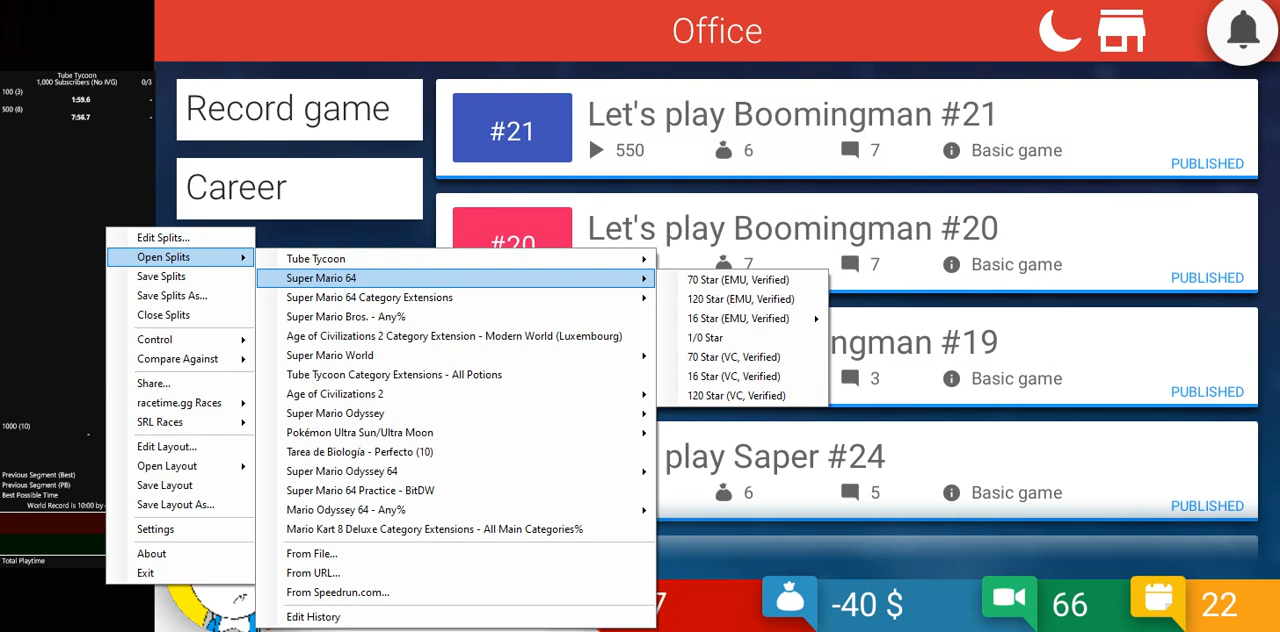 Office
Tube Tycoon
1,000 Subscribers (No IVG) 0/3
100 (3)
1:59.6 -
500 (8)
7:56.7 -
1000 (10)
-
Previous Segment (Best)
Previous Segment (PB)
Best Possible Time
World Record is 10:00 by
Total Playtime
Record game
Career
#21
Let's play Boomingman #21
550 6 7 Basic game
PUBLISHED
#20
Let's play Boomingman #20
7 7 Basic game
PUBLISHED
ngman #19
3 Basic game
PUBLISHED
play Saper #24
6 5 Basic game
PUBLISHED
Edit Splits...
Open Splits
Save Splits
Save Splits As...
Close Splits
Control
Compare Against
Share...
racetime.gg Races
SRL Races
Edit Layout...
Open Layout
Save Layout
Save Layout As...
Settings
About
Exit
Tube Tycoon
Super Mario 64
Super Mario 64 Category Extensions
Super Mario Bros. - Any%
Age of Civilizations 2 Category Extension - Modern World (Luxembourg)
Super Mario World
Tube Tycoon Category Extensions - All Potions
Age of Civilizations 2
Super Mario Odyssey
Pokémon Ultra Sun/Ultra Moon
Tarea de Biología - Perfecto (10)
Super Mario Odyssey 64
Super Mario 64 Practice - BitDW
Mario Odyssey 64 - Any%
Mario Kart 8 Deluxe Category Extensions - All Main Categories%
From File...
From URL...
From Speedrun.com...
Edit History
70 Star (EMU, Verified)
120 Star (EMU, Verified)
16 Star (EMU, Verified)
1/0 Star
70 Star (VC, Verified)
16 Star (VC, Verified)
120 Star (VC, Verified)
7 -40 $ 66 22